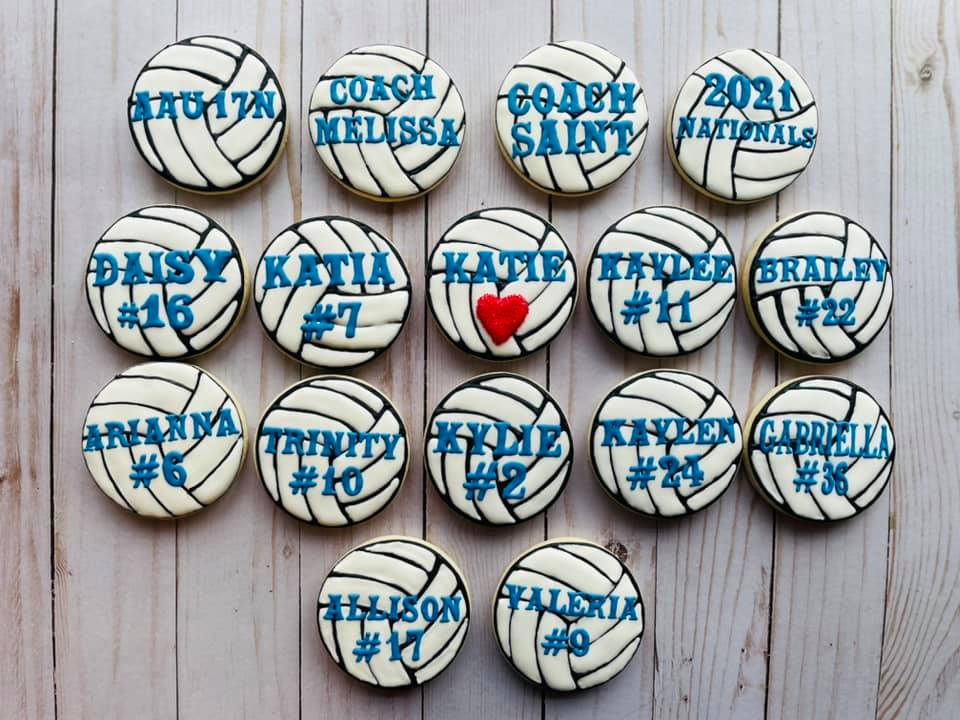 AAU 17N
COACH
MELISSA
COACH
SAINT
2021
NATIONALS
DAISY
#16
KATIA
#7
KATIE
KAYLEE
#11
BRAILEY
#22
ARIANNA
#6
TRINITY
#10
KYLIE
#2
KAYLEN
#24
GABRIELLA
#36
ALLISON
#17
VALERIA
#9